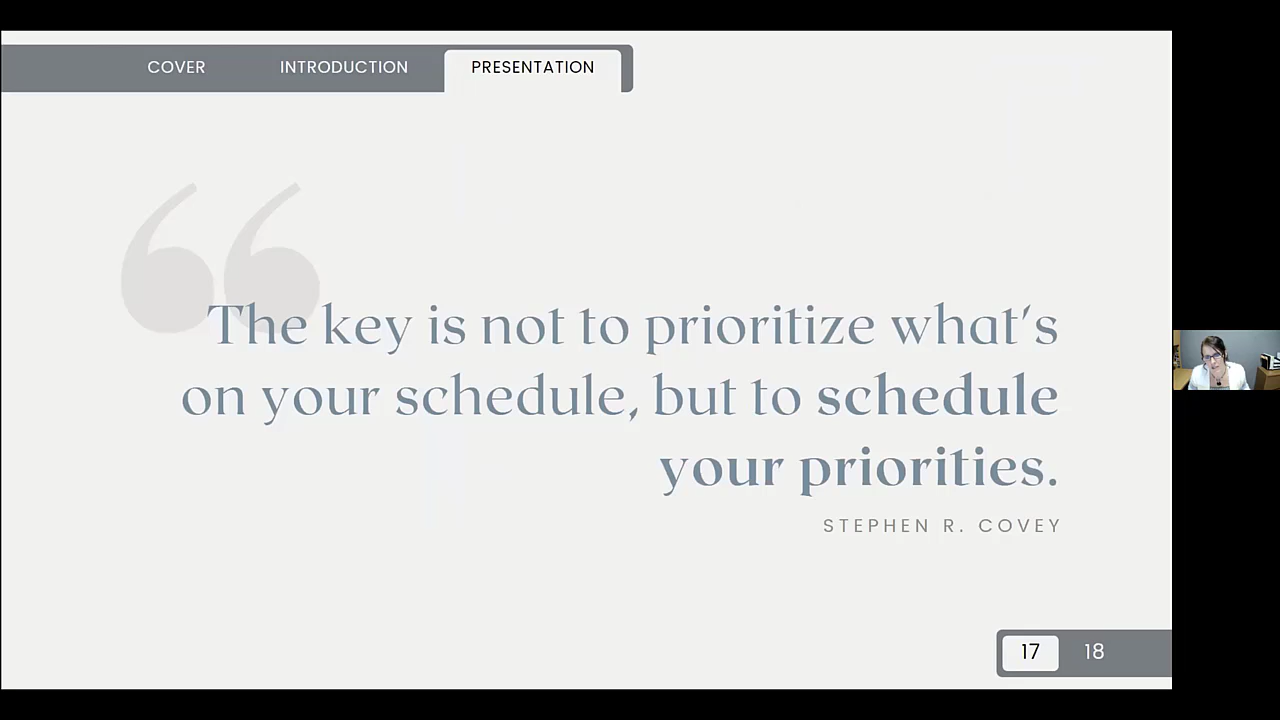 COVER INTRODUCTION PRESENTATION
The key is not to prioritize what's
on your schedule, but to schedule
your priorities.
STEPHEN R. COVEY
17 18